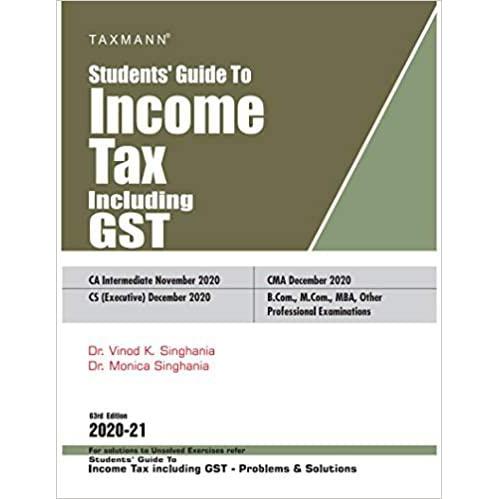 TAXMANN®
Students' Guide To
Income
Tax
Including
GST
CA Intermediate November 2020
CS (Executive) December 2020
CMA December 2020
B.Com., M.Com., MBA, Other
Professional Examinations
Dr. Vinod K. Singhania
Dr. Monica Singhania
63rd Edition
2020-21
For solutions to Unsolved Exercises refer
Students' Guide To
Income Tax including GST - Problems & Solutions